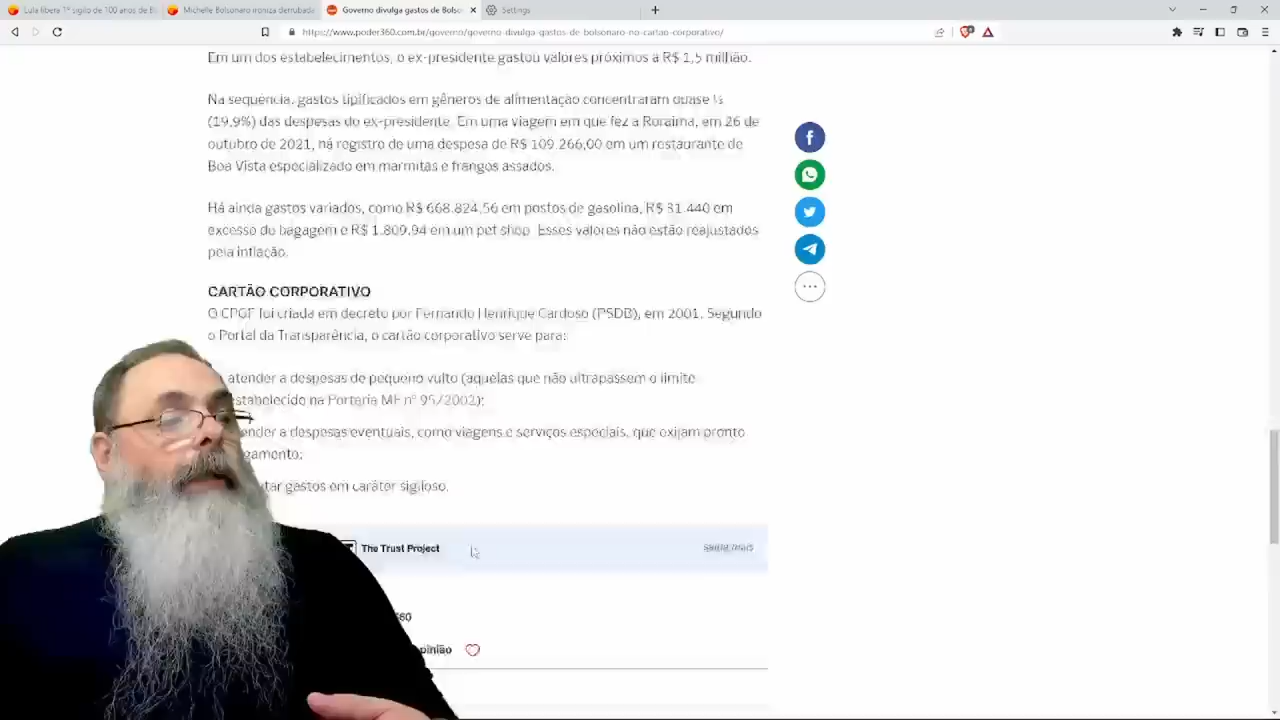 Lula libera 1º sigilo de 100 anos de B
Michelle Bolsonaro ironiza derrubada
Governo divulga gastos de Bolson
Settings
https://www.poder360.com.br/governo/governo-divulga-gastos-de-bolsonaro-no-cartao-corporativo/
Em um dos estabelecimentos, o ex-presidente gastou valores próximos a R$ 1,5 milhão.
Na sequência, gastos tipificados em gêneros de alimentação concentraram quase
(19,9%) das despesas do ex-presidente. Em uma viagem em que fez a Roraima, em 26 de
outubro de 2021, há registro de uma despesa de R$ 109.266,00 em um restaurante de
Boa Vista especializado em marmitas e frangos assados.
Há ainda gastos variados, como R$ 668.824,56 em postos de gasolina, R$ 31.440 em
excesso de bagagem e R$ 1.809,94 em um pet shop. Esses valores não estão reajustados
pela inflação.
CARTÃO CORPORATIVO
O CPGF foi criada em decreto por Fernando Henrique Cardoso (PSDB), em 2001. Segundo
o Portal da Transparência, o cartão corporativo serve para:
atender a despesas de pequeno vulto (aquelas que não ultrapassem o limite
stabelecido na Portaria MF nº 95/2002);
ender a despesas eventuais, como viagens e serviços especiais, que exijam pronto
gamento;
tar gastos em caráter sigiloso.
The Trust Project
saiba mais
360
pinião